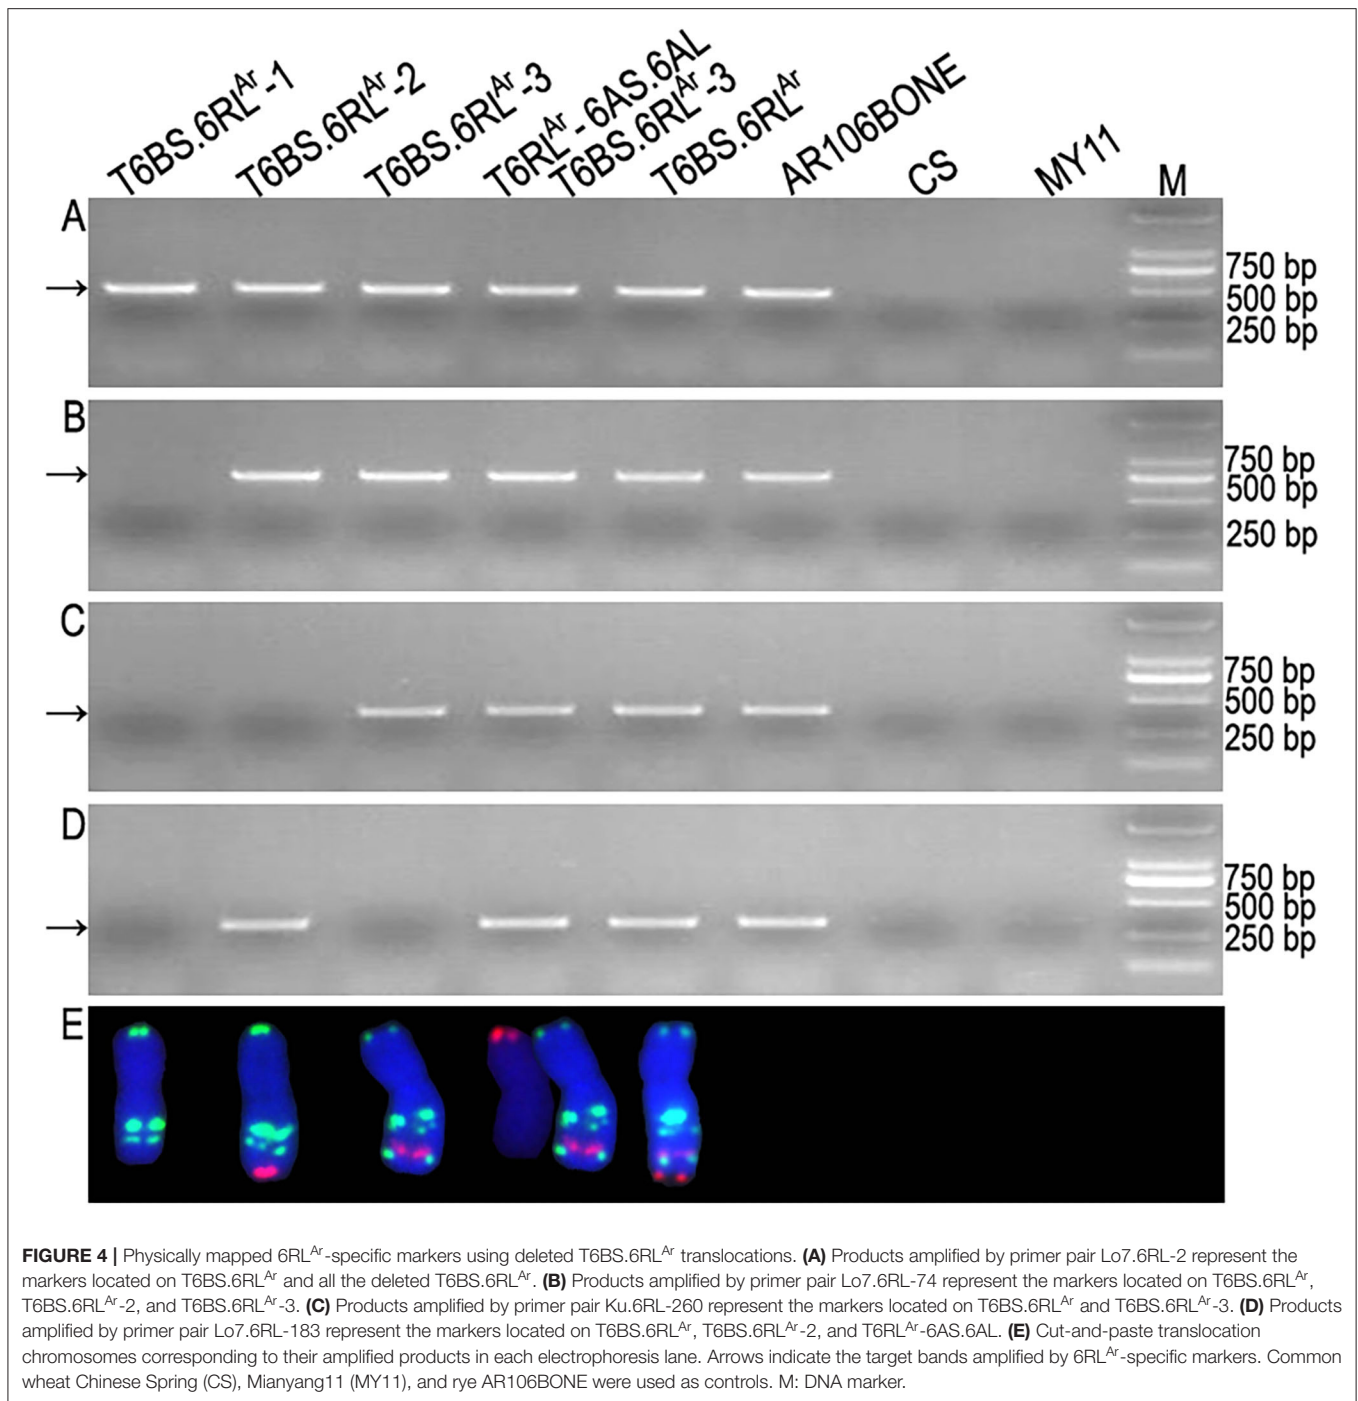 T6BS.6RL^Ar-1
T6BS.6RL^Ar-2
T6BS.6RL^Ar-3
T6RL^Ar-6AS.6AL
T6BS.6RL^Ar-3
T6BS.6RL^Ar
AR106BONE
CS
MY11
M
A
→
750 bp
500 bp
250 bp
B
→
750 bp
500 bp
250 bp
C
→
750 bp
500 bp
250 bp
D
→
750 bp
500 bp
250 bp
E
FIGURE 4 | Physically mapped 6RL^Ar-specific markers using deleted T6BS.6RL^Ar translocations. (A) Products amplified by primer pair Lo7.6RL-2 represent the
markers located on T6BS.6RL^Ar and all the deleted T6BS.6RL^Ar. (B) Products amplified by primer pair Lo7.6RL-74 represent the markers located on T6BS.6RL^Ar,
T6BS.6RL^Ar-2, and T6BS.6RL^Ar-3. (C) Products amplified by primer pair Ku.6RL-260 represent the markers located on T6BS.6RL^Ar and T6BS.6RL^Ar-3. (D) Products
amplified by primer pair Lo7.6RL-183 represent the markers located on T6BS.6RL^Ar, T6BS.6RL^Ar-2, and T6RL^Ar-6AS.6AL. (E) Cut-and-paste translocation
chromosomes corresponding to their amplified products in each electrophoresis lane. Arrows indicate the target bands amplified by 6RL^Ar-specific markers. Common
wheat Chinese Spring (CS), Mianyang11 (MY11), and rye AR106BONE were used as controls. M: DNA marker.